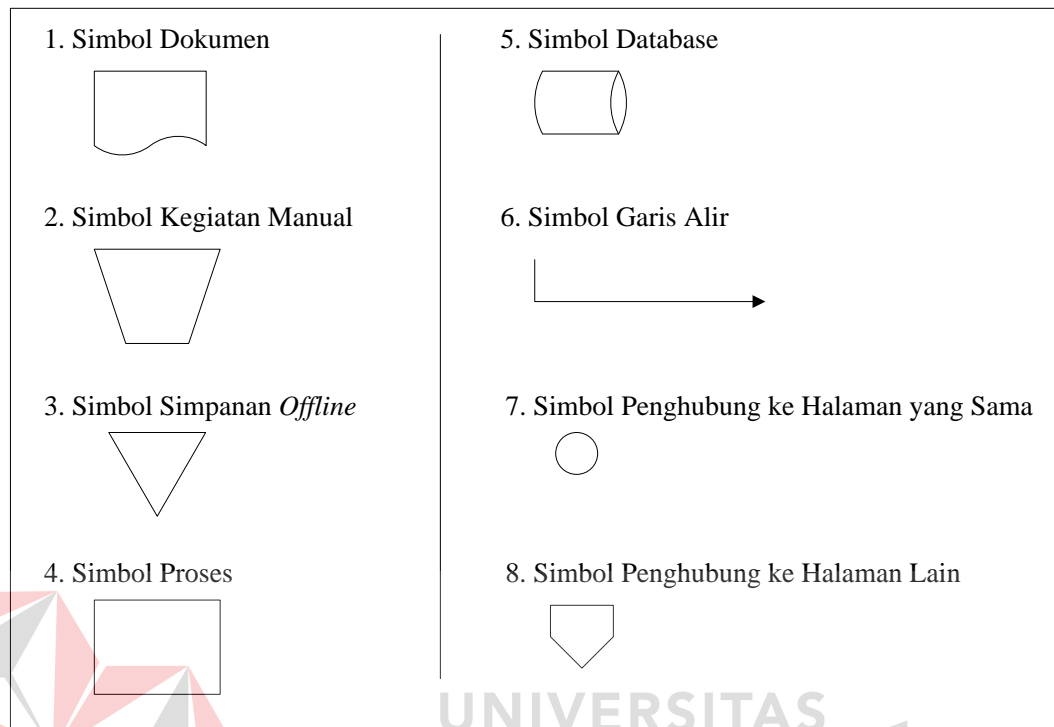 1. Simbol Dokumen
2. Simbol Kegiatan Manual
3. Simbol Simpanan Offline
4. Simbol Proses
5. Simbol Database
6. Simbol Garis Alir
7. Simbol Penghubung ke Halaman yang Sama
8. Simbol Penghubung ke Halaman Lain
UNIVERSITAS